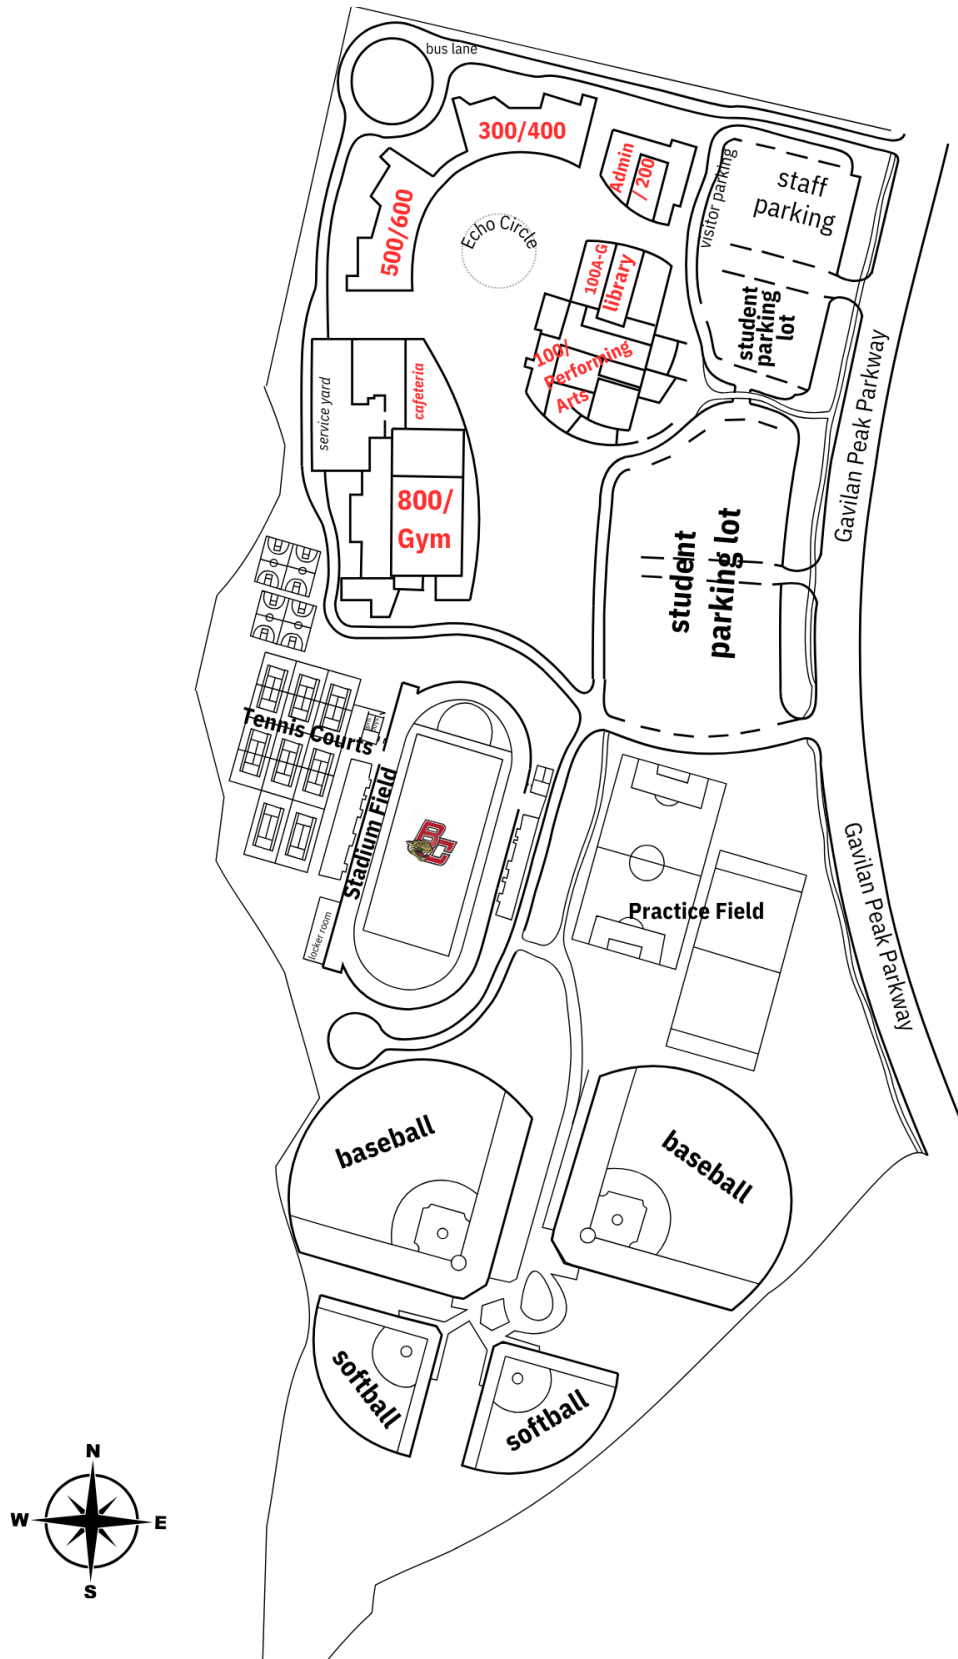 bus lane
300/400
Admin
/ 200
visitor parking
staff
parking
500/600
Echo Circle
100A-G
library
student
parking
lot
100/
Performing
Arts
Gavilan Peak Parkway
service yard
cafeteria
800/
Gym
student
parking lot
Tennis Courts
Stadium Field
BC
locker room
Practice Field
Gavilan Peak Parkway
baseball
baseball
softball
softball
N
W
E
S